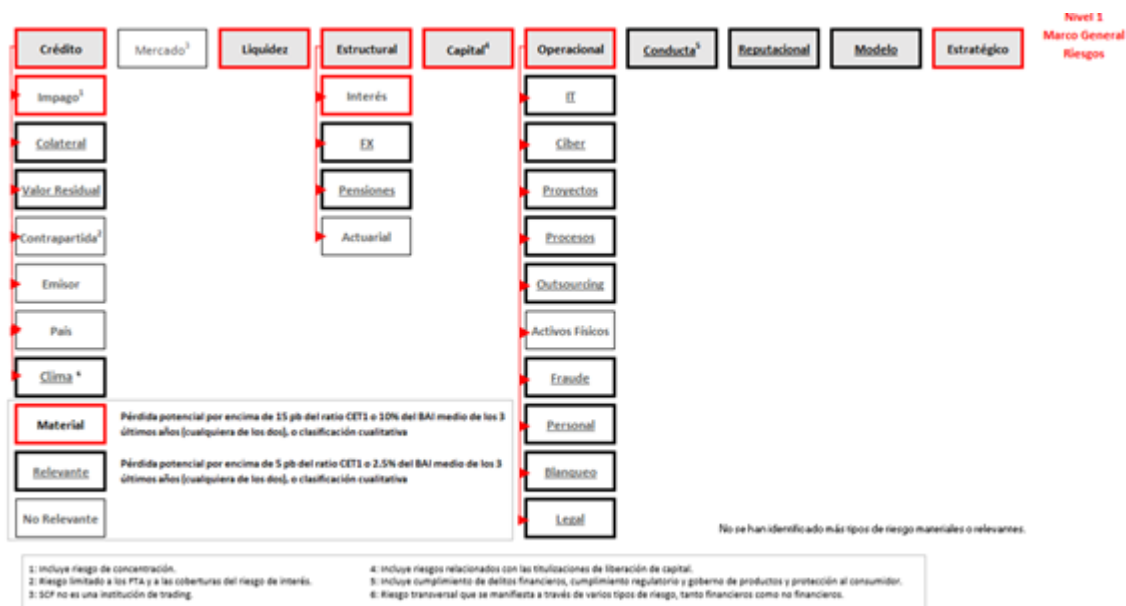 Nivel 1
Marco General
Riesgos
Crédito
Mercado³
Liquidez
Estructural
Capital⁴
Operacional
Conducta⁵
Reputacional
Modelo
Estratégico
Impago¹
Interés
IT
Colateral
FX
Ciber
Valor Residual
Pensiones
Proyectos
Contrapartida²
Actuarial
Procesos
Emisor
Outsourcing
País
Activos Físicos
Clima ⁶
Fraude
Material
Pérdida potencial por encima de 15 pb del ratio CET1 o 10% del BAI medio de los 3
últimos años (cualquiera de los dos), o clasificación cualitativa
Personal
Relevante
Pérdida potencial por encima de 5 pb del ratio CET1 o 2.5% del BAI medio de los 3
últimos años (cualquiera de los dos), o clasificación cualitativa
Blanqueo
No Relevante
Legal
No se han identificado más tipos de riesgo materiales o relevantes.
1: Incluye riesgo de concentración.
2: Riesgo limitado a los FTA y a las coberturas del riesgo de interés.
3: SCF no es una institución de trading.
4: Incluye riesgos relacionados con las titulizaciones de liberación de capital.
5: Incluye cumplimiento de delitos financieros, cumplimiento regulatorio y gobierno de productos y protección al consumidor.
6: Riesgo transversal que se manifiesta a través de varios tipos de riesgo, tanto financieros como no financieros.